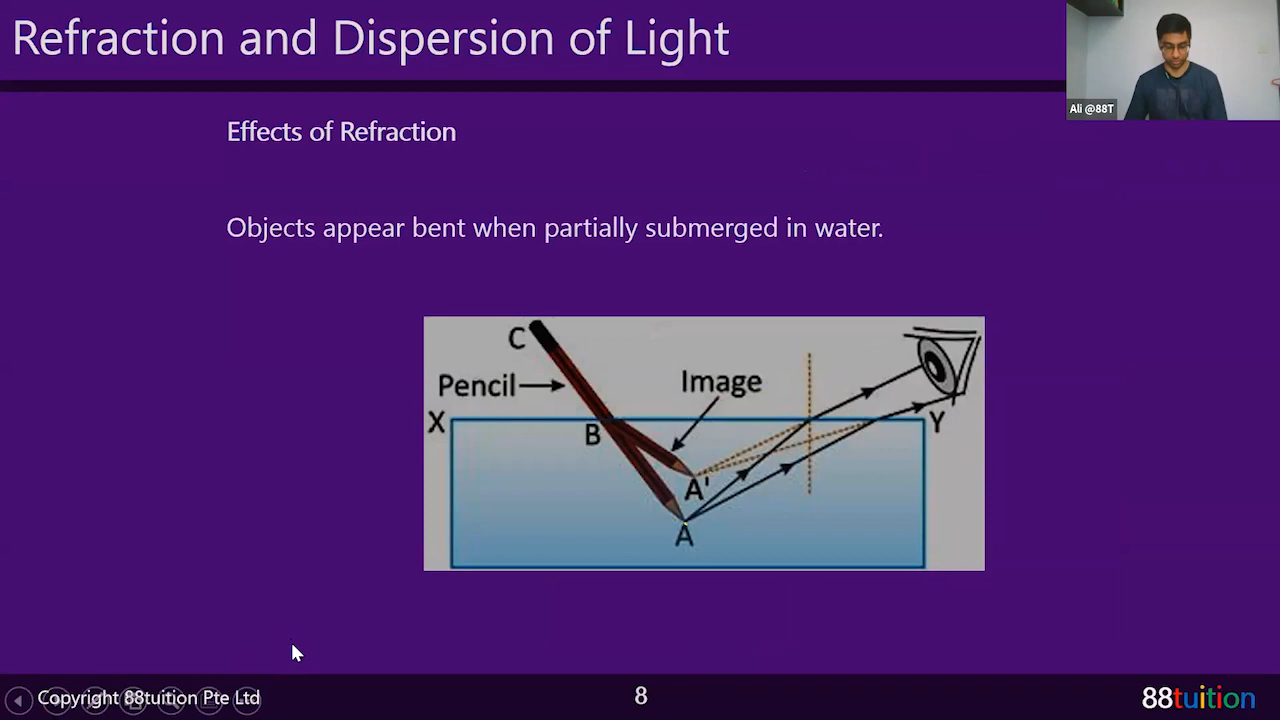 Refraction and Dispersion of Light
Ali @88T
Effects of Refraction
Objects appear bent when partially submerged in water.
C
Pencil
Image
X
B
Y
A'
A
Copyright 88tuition Pte Ltd
8
88tuition